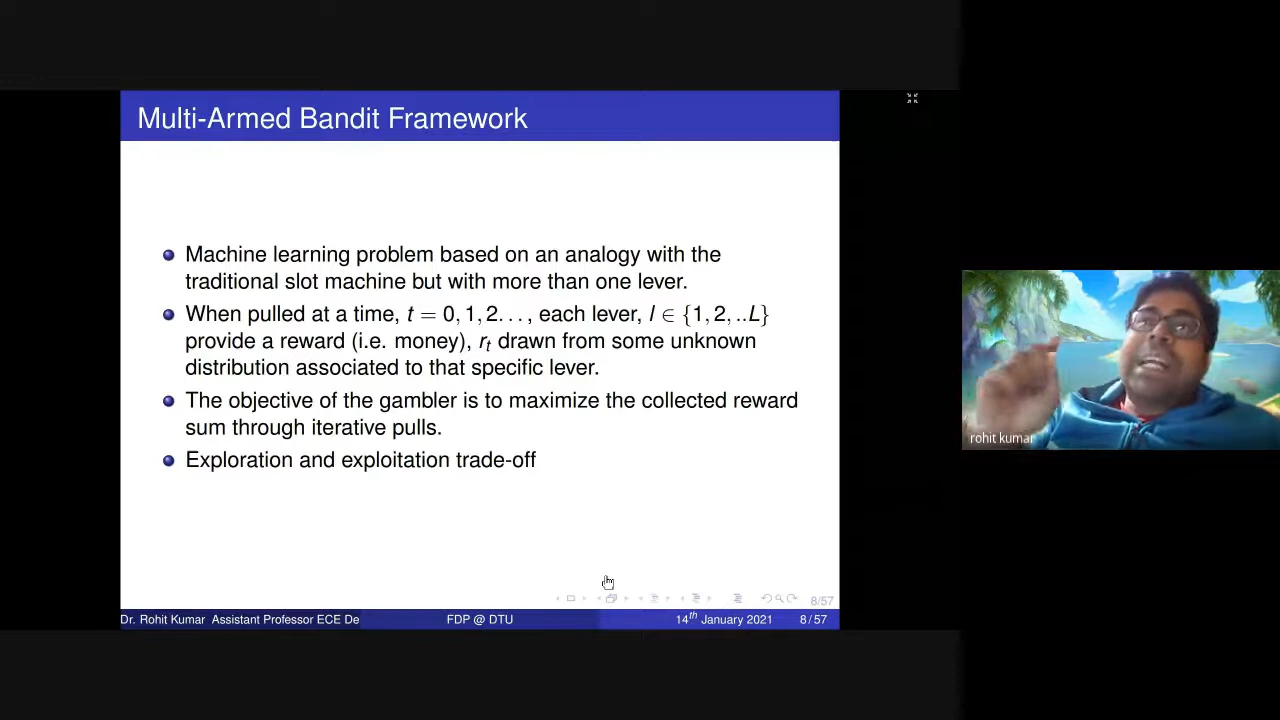 Multi-Armed Bandit Framework
Machine learning problem based on an analogy with the
traditional slot machine but with more than one lever.
When pulled at a time, t = 0, 1, 2. . . , each lever, l ∈ {1, 2, ..L}
provide a reward (i.e. money), rₜ drawn from some unknown
distribution associated to that specific lever.
The objective of the gambler is to maximize the collected reward
sum through iterative pulls.
Exploration and exploitation trade-off
8/57
Dr. Rohit Kumar Assistant Professor ECE De
FDP @ DTU
14th January 2021
8 / 57
rohit kumar